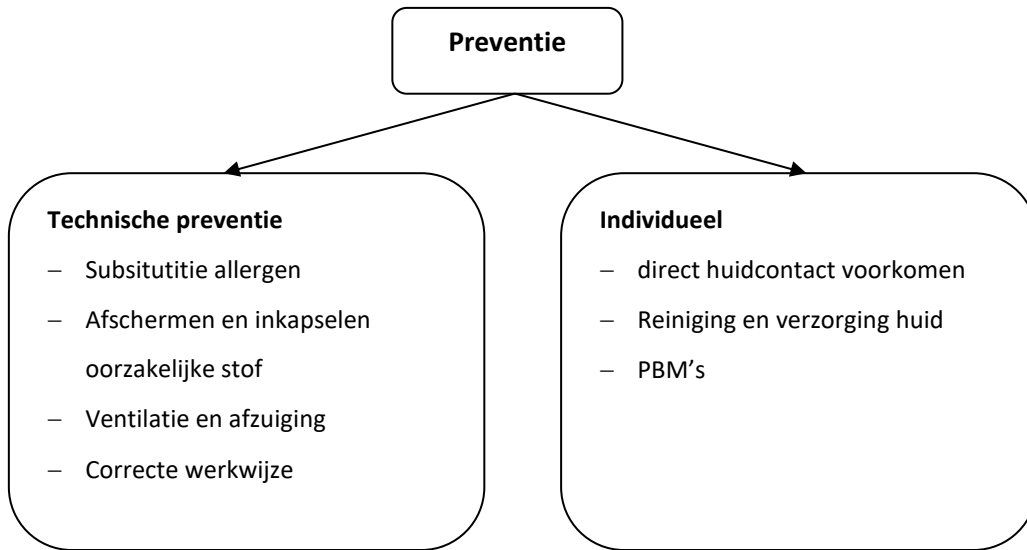 Preventie
Technische preventie
– Subsitutitie allergen
– Afschermen en inkapselen
oorzakelijke stof
– Ventilatie en afzuiging
– Correcte werkwijze
Individueel
– direct huidcontact voorkomen
– Reiniging en verzorging huid
– PBM’s